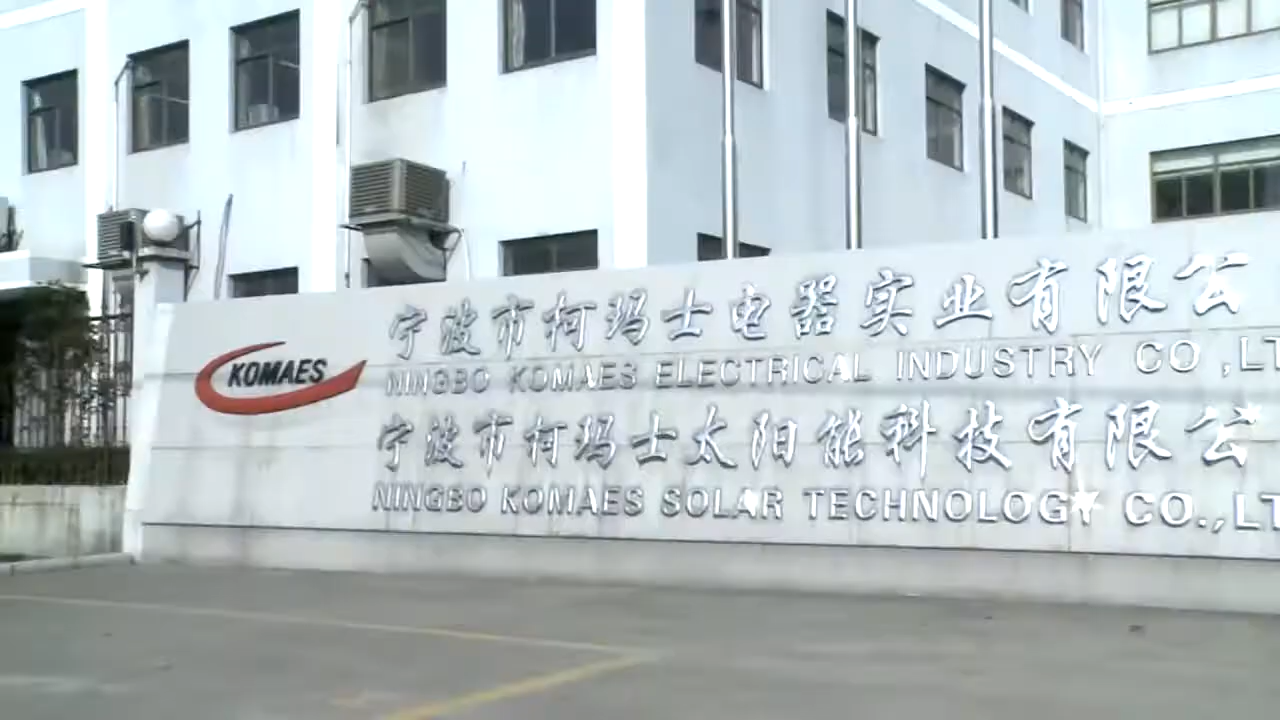 KOMAES
宁波市柯玛士电器实业有限公
NINGBO KOMAES ELECTRICAL INDUSTRY CO.,LT
宁波市柯玛士太阳能科技有限公
NINGBO KOMAES SOLAR TECHNOLOGY CO.,LT